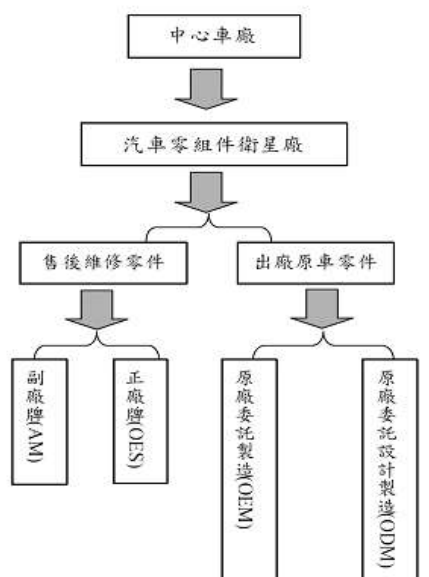 中心車廠
汽車零組件衛星廠
售後維修零件
出廠原車零件
副廠牌(AM)
正廠牌(OES)
原廠委託製造(OEM)
原廠委託設計製造(ODM)